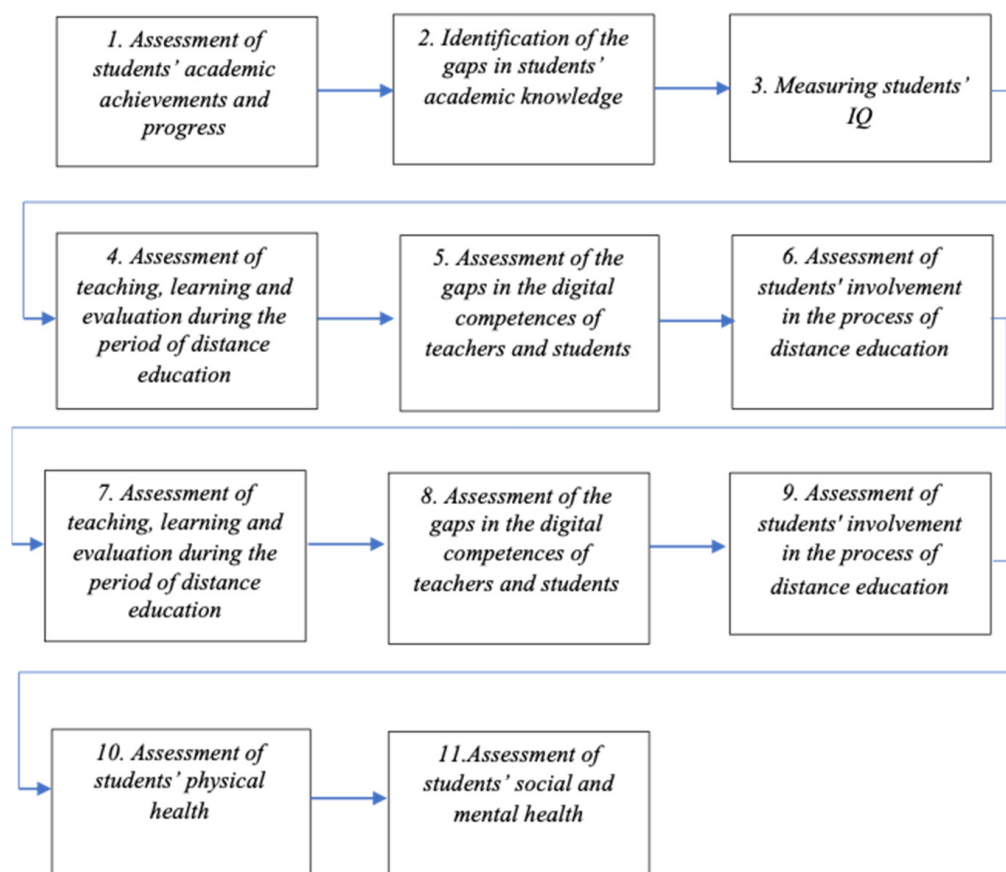 1. Assessment of
students’ academic
achievements and
progress
2. Identification of the
gaps in students’
academic knowledge
3. Measuring students’
IQ
4. Assessment of
teaching, learning and
evaluation during the
period of distance
education
5. Assessment of the
gaps in the digital
competences of
teachers and students
6. Assessment of
students' involvement
in the process of
distance education
7. Assessment of
teaching, learning and
evaluation during the
period of distance
education
8. Assessment of the
gaps in the digital
competences of
teachers and students
9. Assessment of
students' involvement
in the process of
distance education
10. Assessment of
students’ physical
health
11.Assessment of
students’ social and
mental health